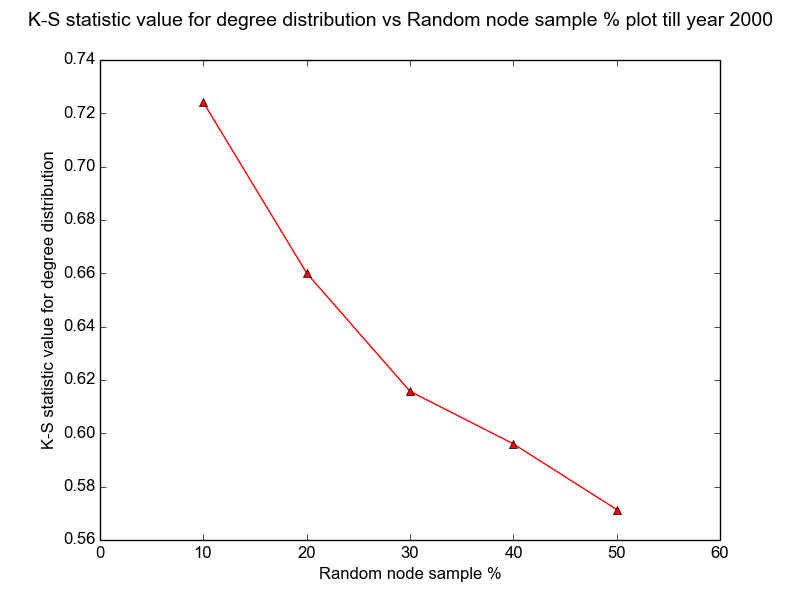 K-S statistic value for degree distribution vs Random node sample % plot till year 2000
0.74
0.72
0.70
0.68
0.66
0.64
0.62
0.60
0.58
0.56
K-S statistic value for degree distribution
0 10 20 30 40 50 60
Random node sample %